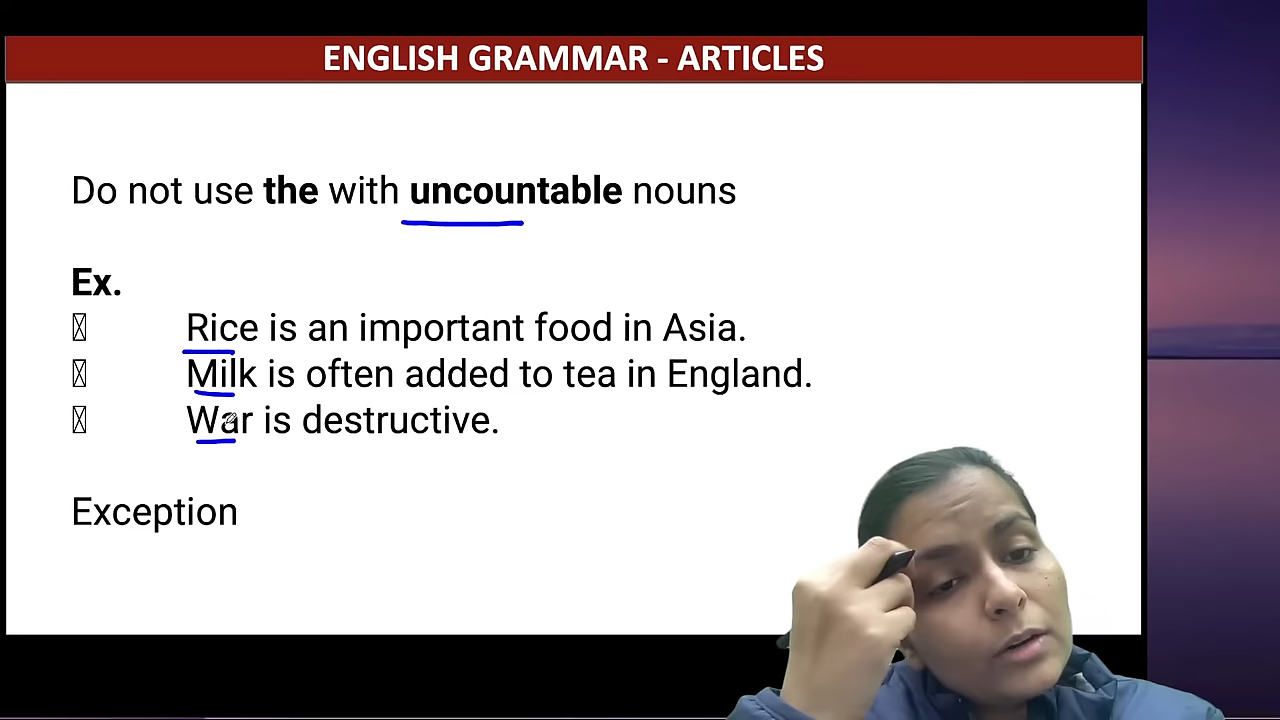 ENGLISH GRAMMAR - ARTICLES
Do not use the with uncountable nouns
Ex.
Rice is an important food in Asia.
Milk is often added to tea in England.
War is destructive.
Exception